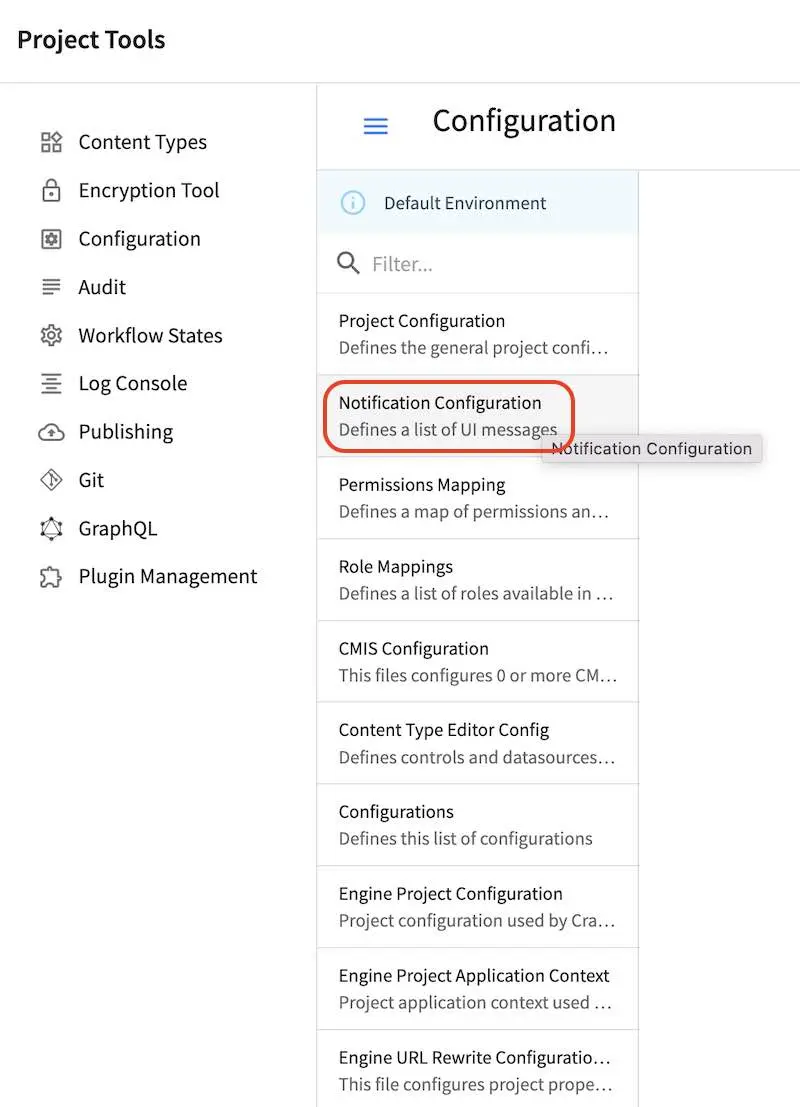 Project Tools
Content Types
Encryption Tool
Configuration
Audit
Workflow States
Log Console
Publishing
Git
GraphQL
Plugin Management
Configuration
Default Environment
Filter...
Project Configuration
Defines the general project confi...
Notification Configuration
Defines a list of UI messages
Notification Configuration
Permissions Mapping
Defines a map of permissions an...
Role Mappings
Defines a list of roles available in ...
CMIS Configuration
This files configures 0 or more CM...
Content Type Editor Config
Defines controls and datasources...
Configurations
Defines this list of configurations
Engine Project Configuration
Project configuration used by Cra...
Engine Project Application Context
Project application context used ...
Engine URL Rewrite Configuratio...
This file configures project prope...